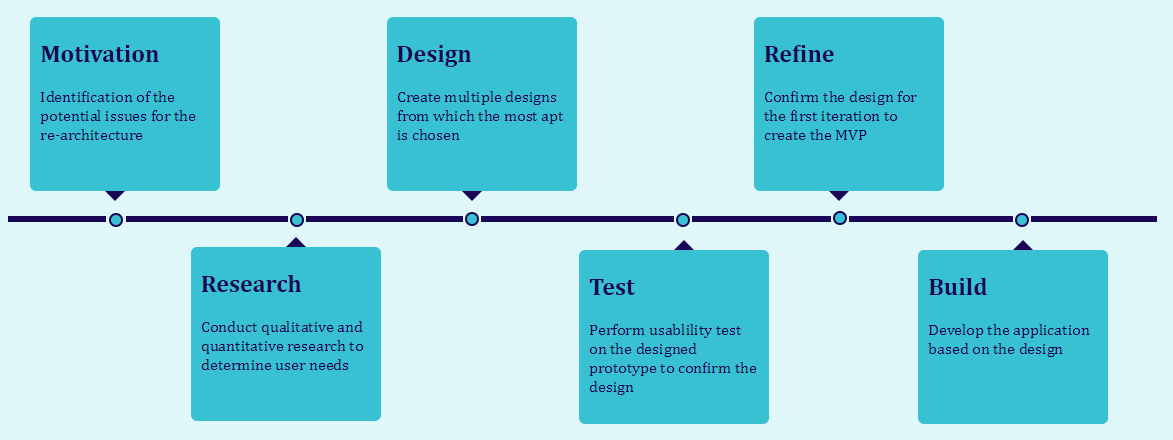 Motivation
Identification of the
potential issues for the
re-architecture
Research
Conduct qualitative and
quantitative research to
determine user needs
Design
Create multiple designs
from which the most apt
is chosen
Test
Perform usablility test
on the designed
prototype to confirm the
design
Refine
Confirm the design for
the first iteration to
create the MVP
Build
Develop the application
based on the design